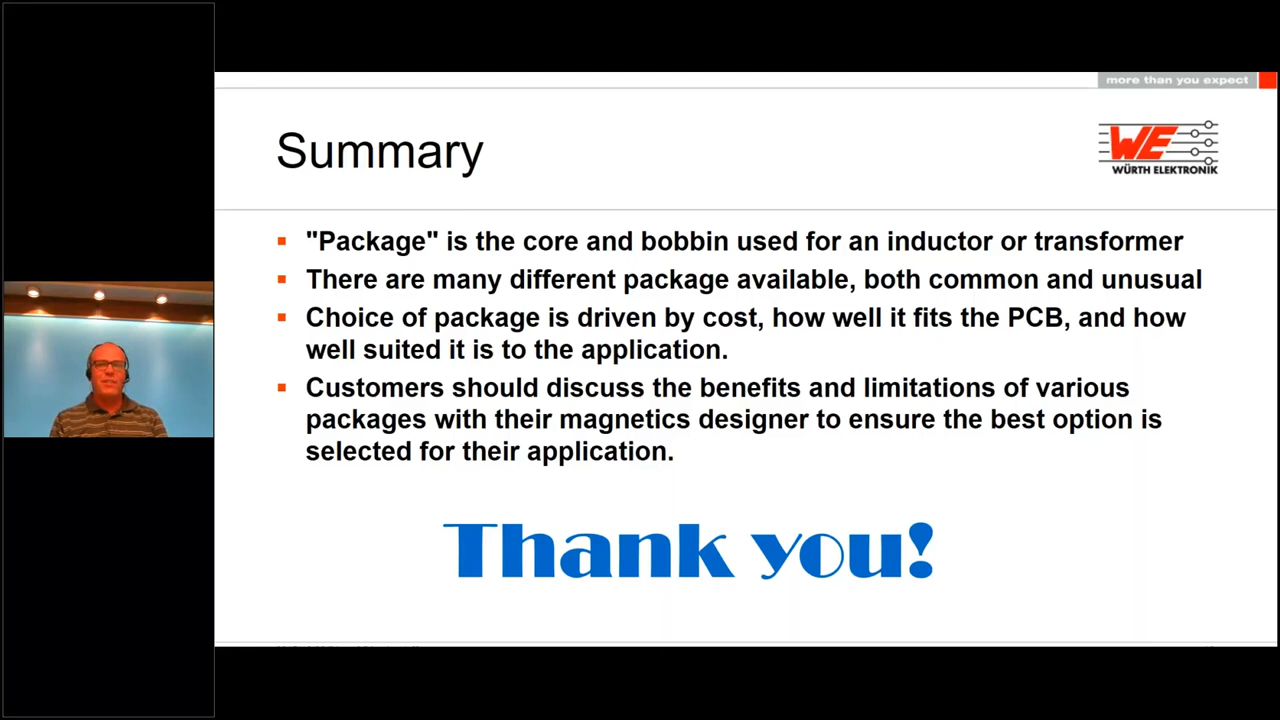 more than you expect
Summary
WE
WÜRTH ELEKTRONIK
"Package" is the core and bobbin used for an inductor or transformer
There are many different package available, both common and unusual
Choice of package is driven by cost, how well it fits the PCB, and how
well suited it is to the application.
Customers should discuss the benefits and limitations of various
packages with their magnetics designer to ensure the best option is
selected for their application.
Thank you!